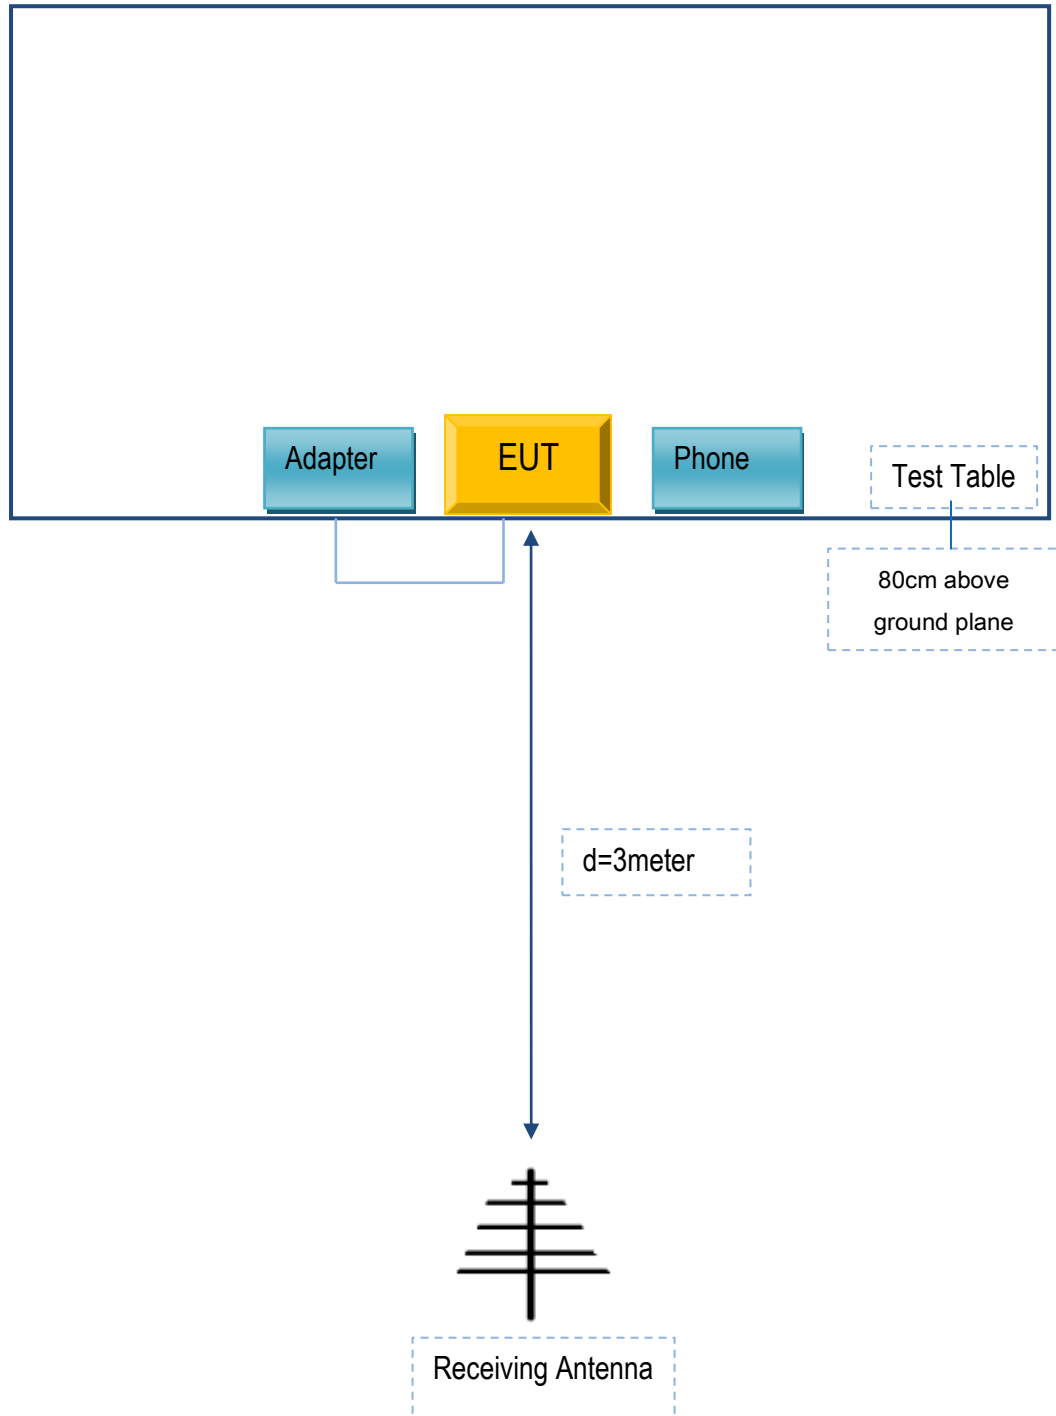 Adapter
EUT
Phone
Test Table
80cm above
ground plane
d=3meter
Receiving Antenna